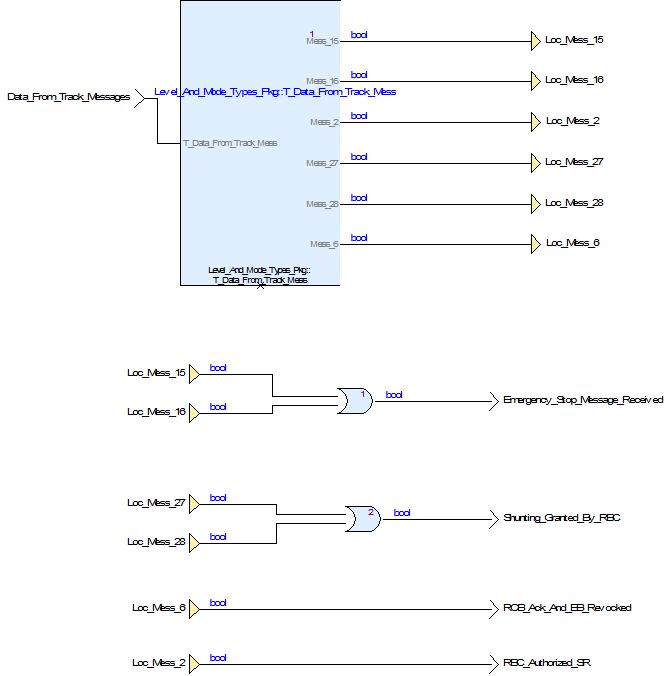 1
Mess_15 bool Loc_Mess_15
Mess_16 bool Loc_Mess_16
Data_From_Track_Messages Level_And_Mode_Types_Pkg::T_Data_From_Track_Mess
Mess_2 bool Loc_Mess_2
T_Data_From_Track_Mess
Mess_27 bool Loc_Mess_27
Mess_28 bool Loc_Mess_28
Mess_6 bool Loc_Mess_6
Level_And_Mode_Types_Pkg::
T_Data_From_Track_Mess
Loc_Mess_15 bool
1 bool Emergency_Stop_Message_Received
Loc_Mess_16 bool
Loc_Mess_27 bool
2 bool Shunting_Granted_By_RBC
Loc_Mess_28 bool
Loc_Mess_6 bool RCB_Ack_And_EB_Revocked
Loc_Mess_2 bool RBC_Authorized_SR